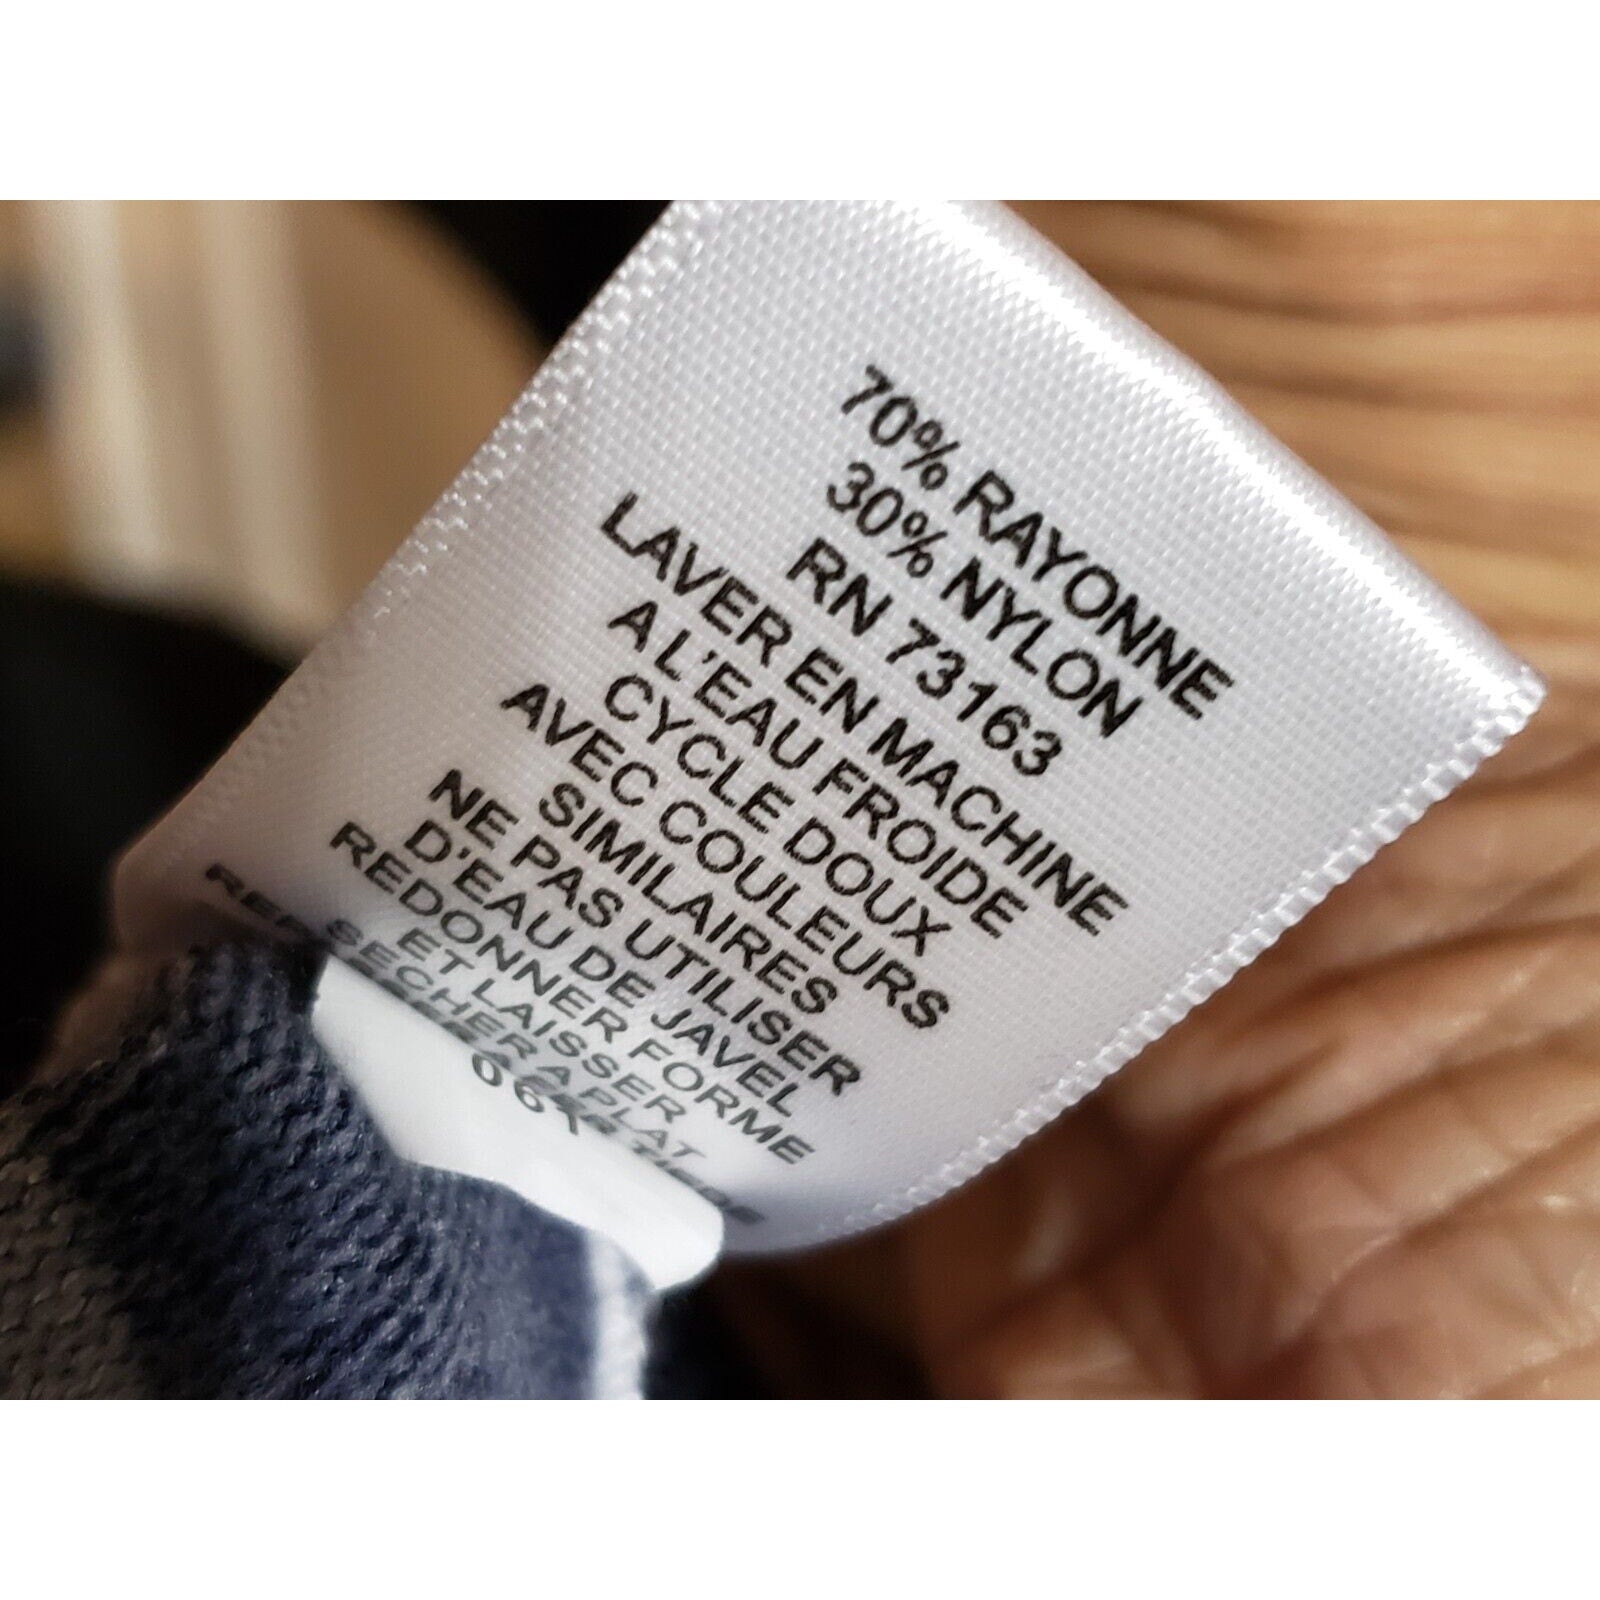 70% RAYONNE
30% NYLON
RN 73163
LAVER EN MACHINE
A L'EAU FROIDE
CYCLE DOUX
AVEC COULEURS
SIMILAIRES
NE PAS UTILISER
D'EAU DE JAVEL
REDONNER FORME
ET LAISSER
SECHER A PLAT